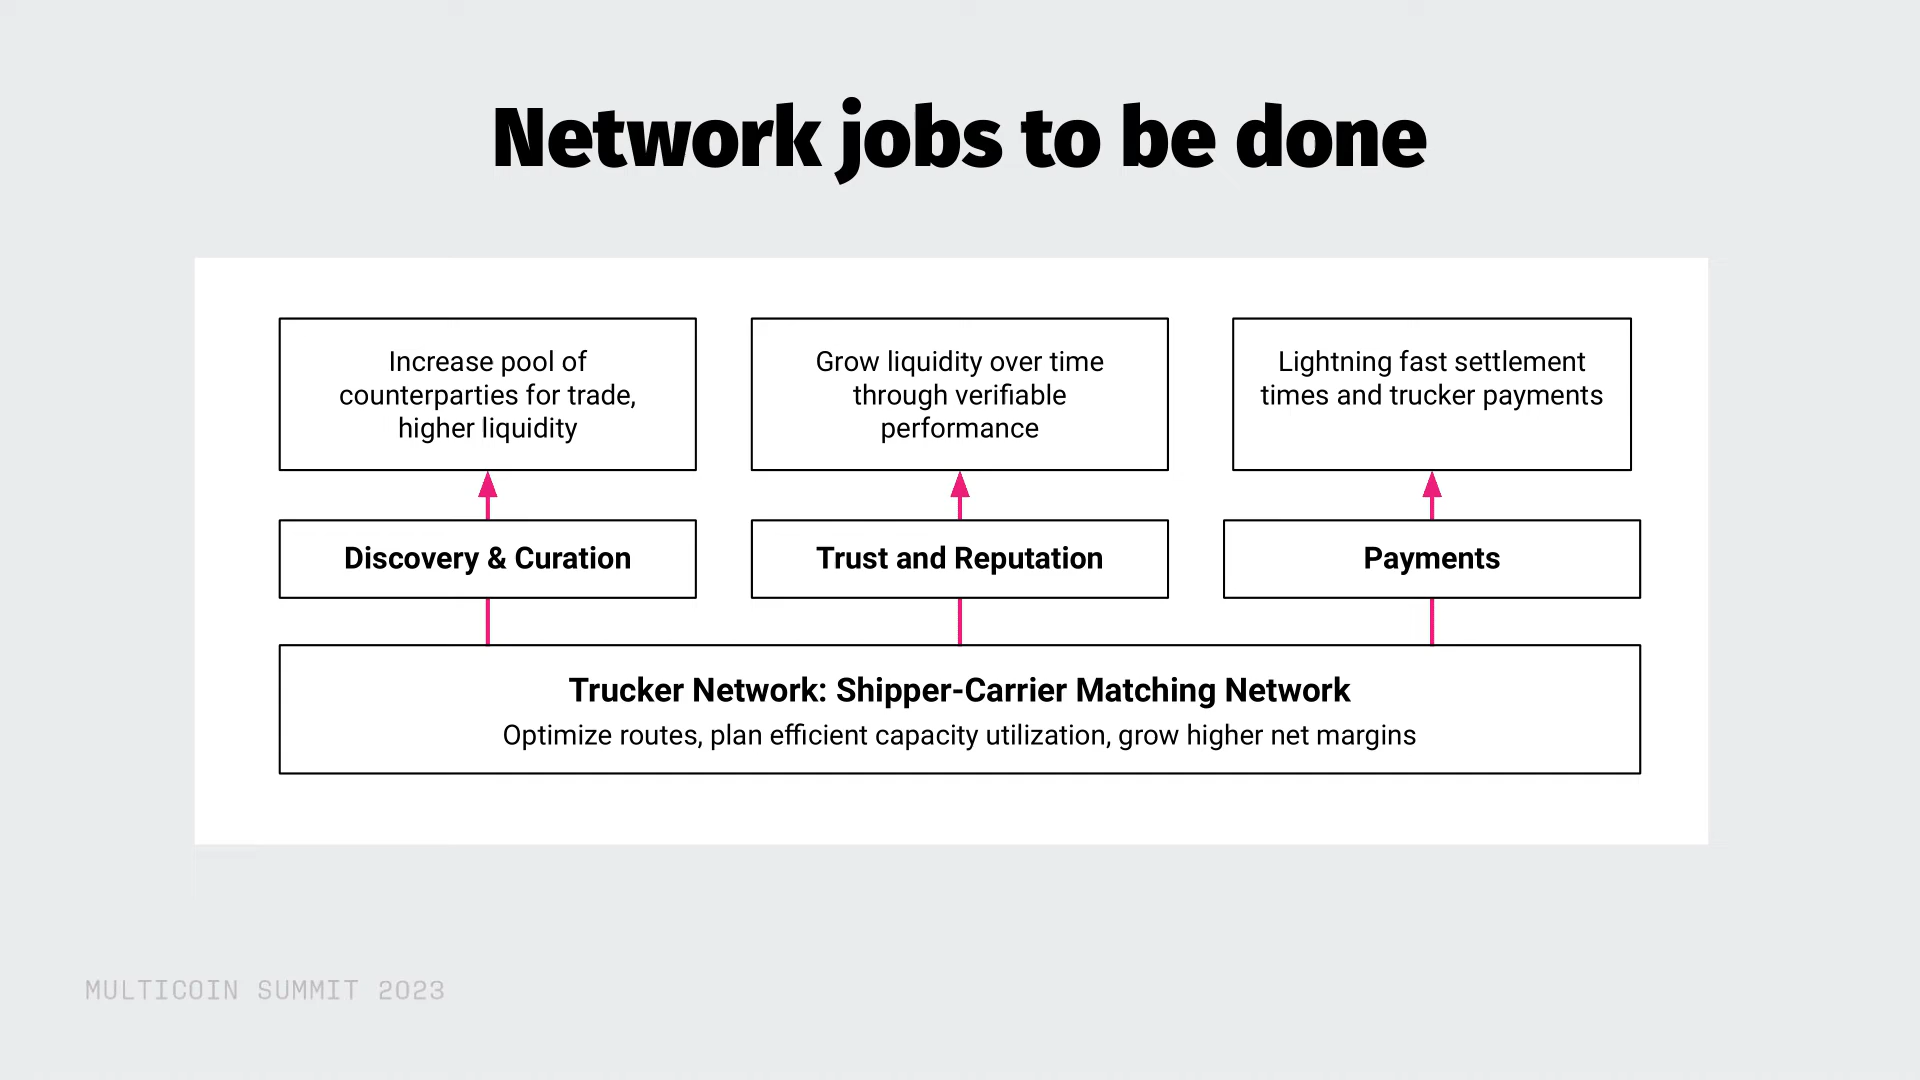 Network jobs to be done
Increase pool of
counterparties for trade,
higher liquidity
Grow liquidity over time
through verifiable
performance
Lightning fast settlement
times and trucker payments
Discovery & Curation
Trust and Reputation
Payments
Trucker Network: Shipper-Carrier Matching Network
Optimize routes, plan efficient capacity utilization, grow higher net margins
MULTICOIN SUMMIT 2023